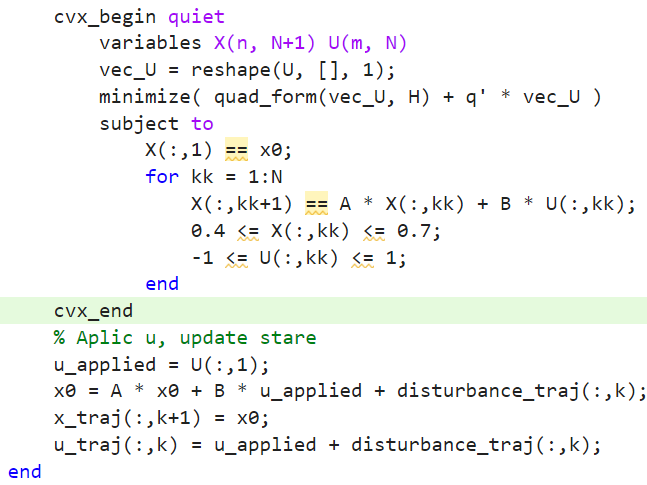 cvx_begin quiet
variables X(n, N+1) U(m, N)
vec_U = reshape(U, [], 1);
minimize( quad_form(vec_U, H) + q' * vec_U )
subject to
X(:,1) == x0;
for kk = 1:N
X(:,kk+1) == A * X(:,kk) + B * U(:,kk);
0.4 <= X(:,kk) <= 0.7;
-1 <= U(:,kk) <= 1;
end
cvx_end
% Aplic u, update stare
u_applied = U(:,1);
x0 = A * x0 + B * u_applied + disturbance_traj(:,k);
x_traj(:,k+1) = x0;
u_traj(:,k) = u_applied + disturbance_traj(:,k);
end